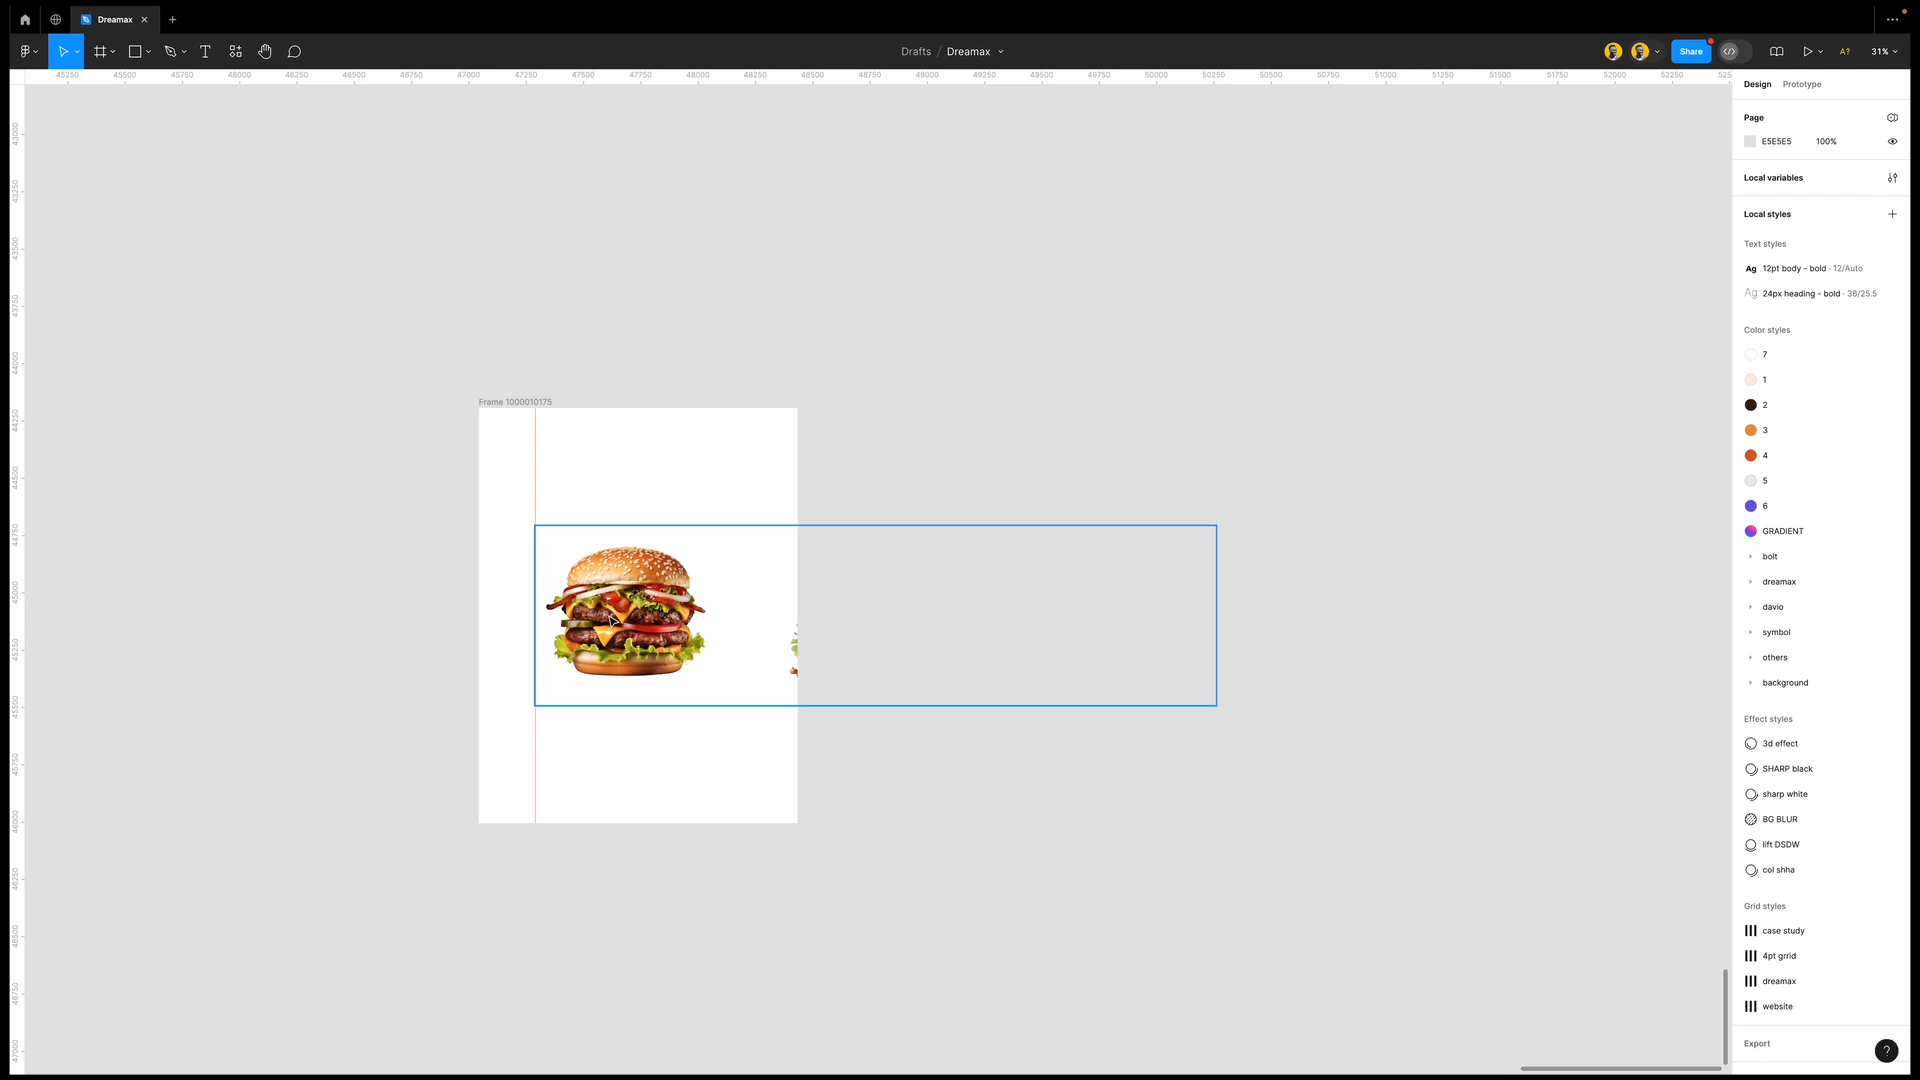 Dreamax
Drafts / Dreamax
Share
A?
31%
45250 45500 45750 46000 46250 46500 46750 47000 47250 47500 47750 48000 48250 48500 48750 49000 49250 49500 49750 50000 50250 50500 50750 51000 51250 51500 51750 52000 52250 525
43000
43250
43500
43750
44000
44250
44500
44750
45000
45250
45500
45750
46000
46250
46500
46750
47000
Frame 1000010175
Design Prototype
Page
E5E5E5 100%
Local variables
Local styles
Text styles
Ag 12pt body - bold · 12/Auto
Ag 24px heading - bold · 36/25.5
Color styles
7
1
2
3
4
5
6
GRADIENT
bolt
dreamax
davio
symbol
others
background
Effect styles
3d effect
SHARP black
sharp white
BG BLUR
lift DSDW
col shha
Grid styles
case study
4pt grrid
dreamax
website
Export
?